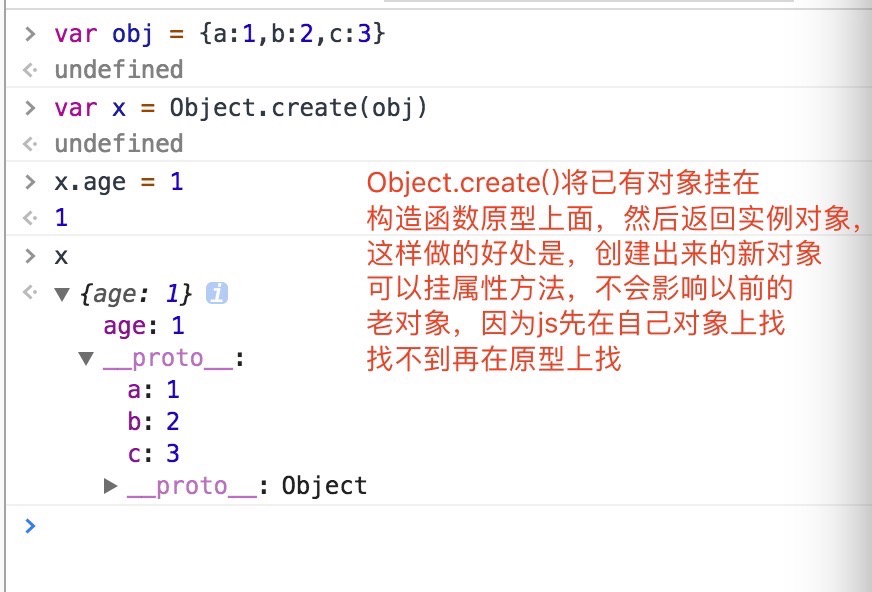 var obj = {a:1,b:2,c:3}
undefined
var x = Object.create(obj)
undefined
x.age = 1
Object.create()将已有对象挂在
1
构造函数原型上面，然后返回实例对象，
x
这样做的好处是，创建出来的新对象
{age: 1} i
可以挂属性方法，不会影响以前的
age: 1
老对象，因为js先在自己对象上找
__proto__:
找不到再在原型上找
a: 1
b: 2
c: 3
__proto__: Object